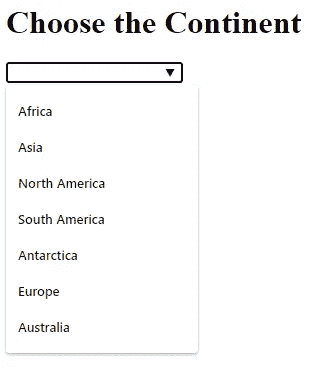 Choose the Continent
Africa
Asia
North America
South America
Antarctica
Europe
Australia